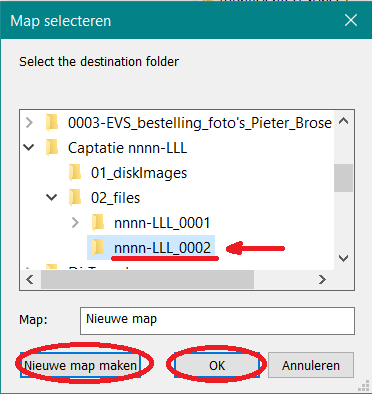 Map selecteren
Select the destination folder
0003-EVS_bestelling_foto's_Pieter_Brose
Captatie nnnn-LLL
01_diskImages
02_files
nnnn-LLL_0001
nnnn-LLL_0002
Map:
Nieuwe map
Nieuwe map maken
OK
Annuleren